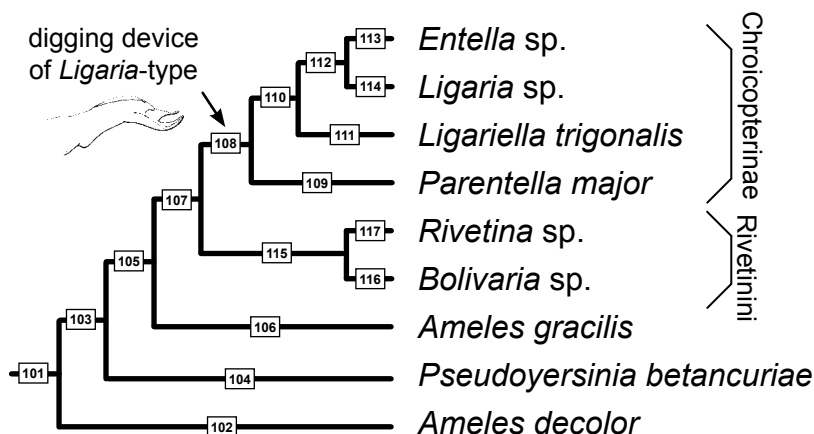 digging device
of Ligaria-type
113
Entella sp.
112
114
Ligaria sp.
110
111
Ligariella trigonalis
108
109
Parentella major
Chroicopterinae
107
117
Rivetina sp.
115
116
Bolivaria sp.
Rivetinini
105
106
Ameles gracilis
103
104
Pseudoyersinia betancuriae
101
102
Ameles decolor